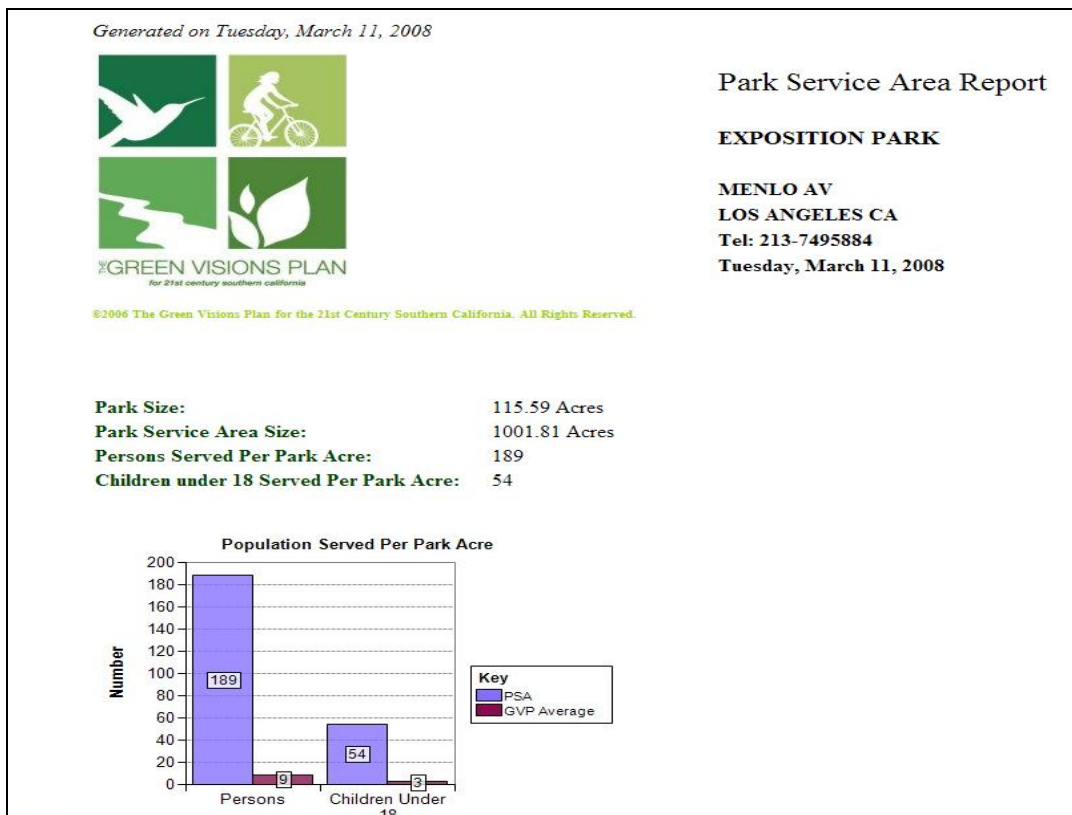 Generated on Tuesday, March 11, 2008
THE GREEN VISIONS PLAN
for 21st century southern california
©2006 The Green Visions Plan for the 21st Century Southern California. All Rights Reserved.
Park Service Area Report
EXPOSITION PARK
MENLO AV
LOS ANGELES CA
Tel: 213-7495884
Tuesday, March 11, 2008
Park Size: 115.59 Acres
Park Service Area Size: 1001.81 Acres
Persons Served Per Park Acre: 189
Children under 18 Served Per Park Acre: 54
Population Served Per Park Acre
Number
200
180
160
140
120
100
80
60
40
20
0
189
9
54
3
Persons
Children Under
18
Key
PSA
GVP Average